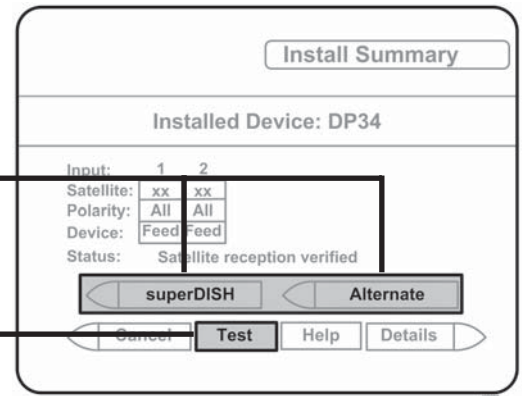 Install Summary
Installed Device: DP34
Input: 1 2
Satellite: xx xx
Polarity: All All
Device: Feed Feed
Status: Satellite reception verified
superDISH Alternate
Cancel Test Help Details